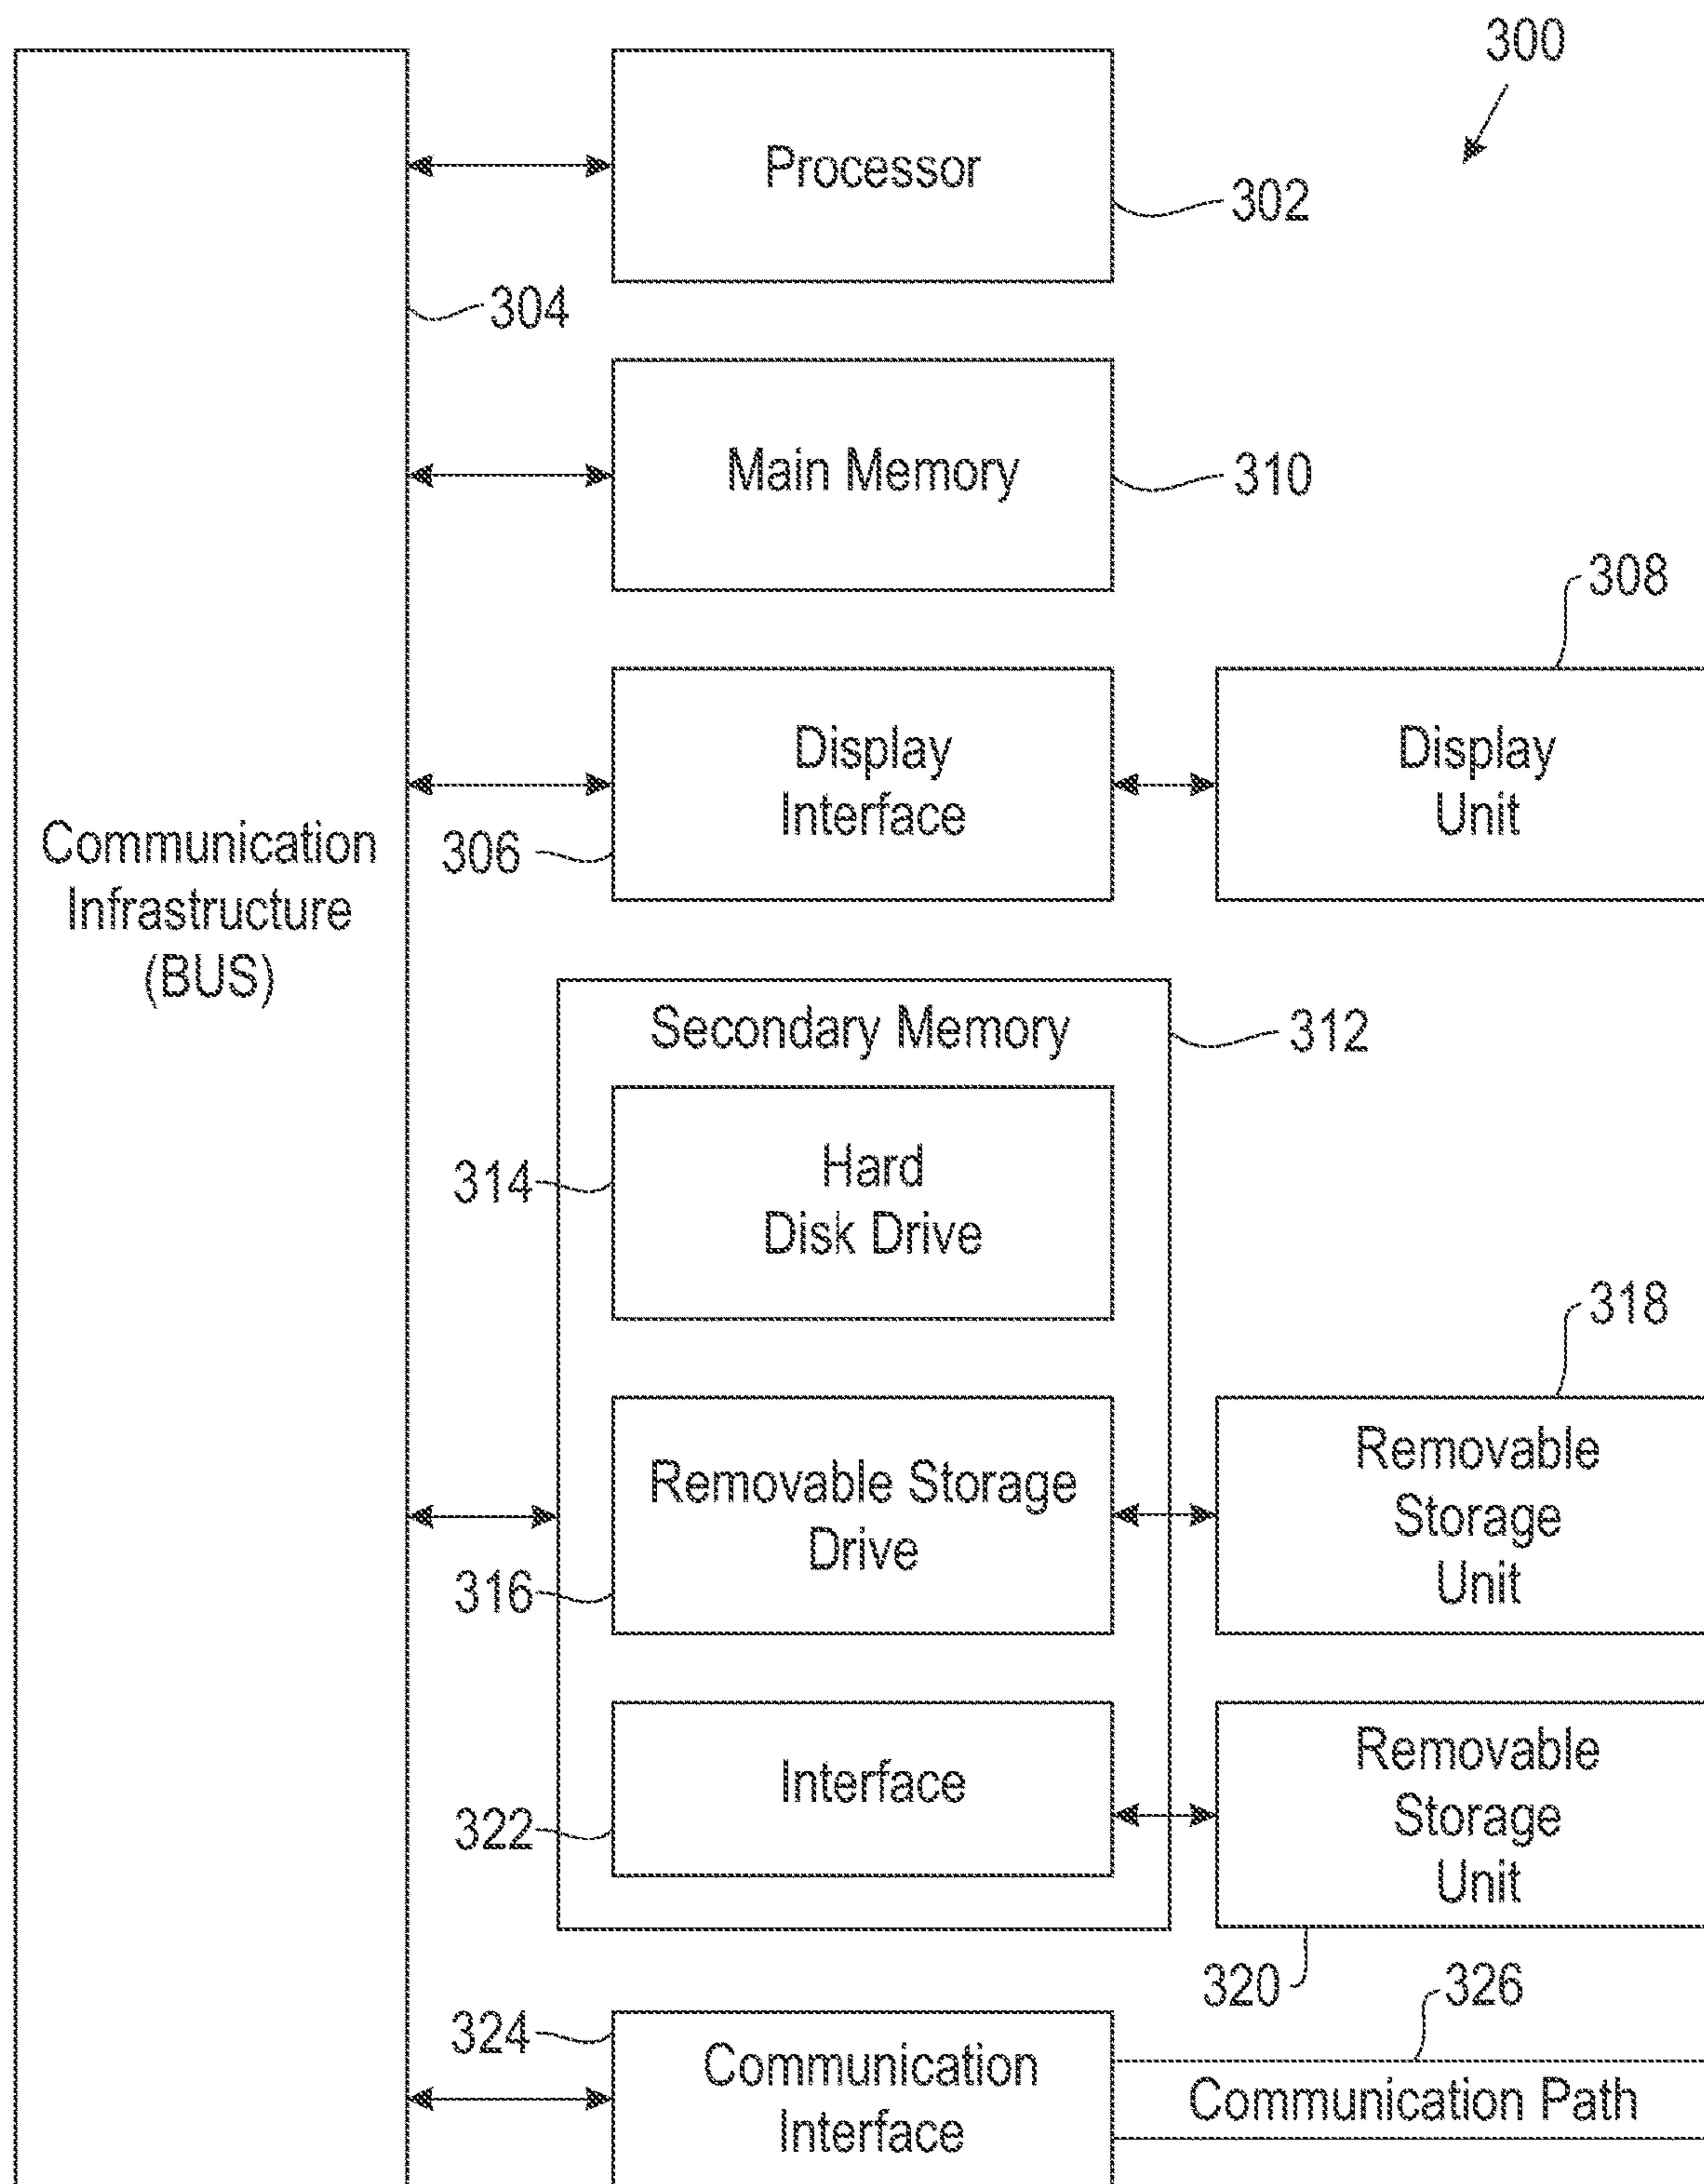 300
Processor
302
304
Main Memory
310
308
Display
Interface
306
Display
Unit
Communication
Infrastructure
(BUS)
Secondary Memory
312
314
Hard
Disk Drive
318
Removable Storage
Drive
316
Removable
Storage
Unit
Interface
322
Removable
Storage
Unit
320
326
324
Communication
Interface
Communication Path